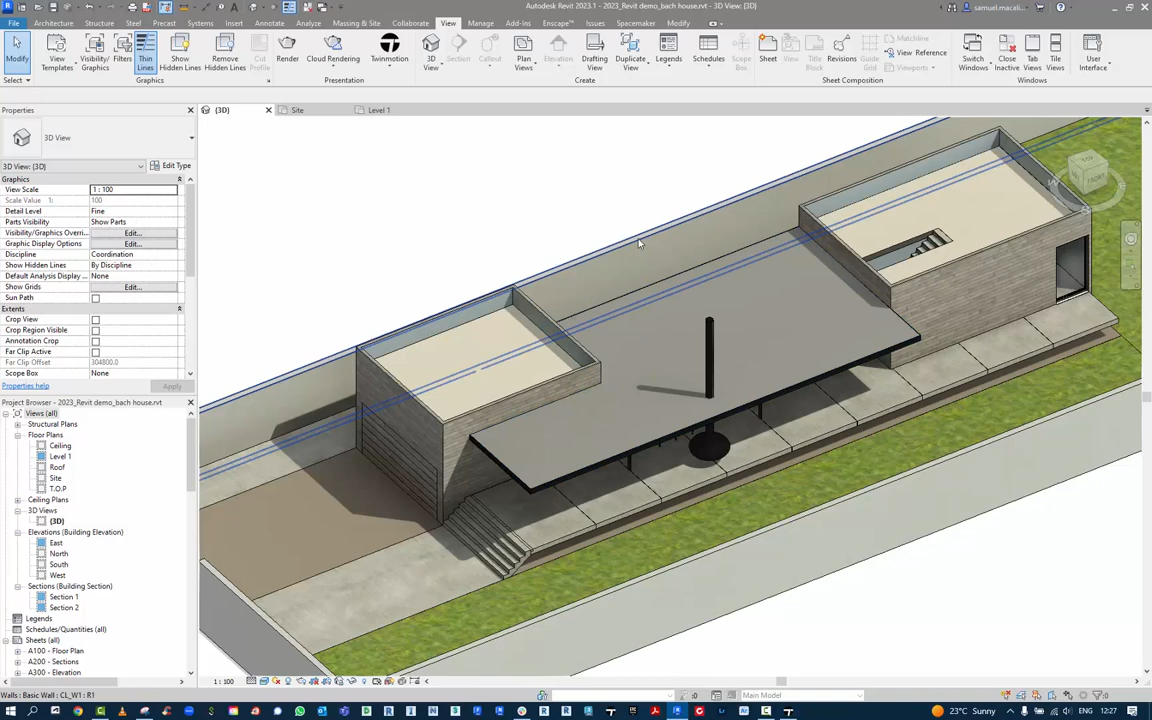 Autodesk Revit 2023.1 - 2023_Revit demo_bach house.rvt - 3D View: {3D}
samuel.macali...
File Architecture Structure Steel Precast Systems Insert Annotate Analyze Massing & Site Collaborate View Manage Add-Ins Enscape™ Issues Spacemaker Modify
Modify View Templates Visibility/ Graphics Filters Thin Lines Show Hidden Lines Remove Hidden Lines Cut Profile Render Cloud Rendering Twinmotion 3D View Section Callout Plan Views Elevation Drafting View Duplicate View Legends Schedules Scope Box Sheet View Title Block Revisions Guide Grid Matchline View Reference Viewports Switch Windows Close Inactive Tab Views Tile Views User Interface
Select Graphics Presentation Create Sheet Composition Windows
Properties
{3D} Site Level 1
3D View
3D View: {3D} Edit Type
Graphics
View Scale 1 : 100
Scale Value 1: 100
Detail Level Fine
Parts Visibility Show Parts
Visibility/Graphics Overri... Edit...
Graphic Display Options Edit...
Discipline Coordination
Show Hidden Lines By Discipline
Default Analysis Display ... None
Show Grids Edit...
Sun Path
Extents
Crop View
Crop Region Visible
Annotation Crop
Far Clip Active
Far Clip Offset 304800.0
Scope Box None
Properties help Apply
Project Browser - 2023_Revit demo_bach house.rvt
Views (all)
Structural Plans
Floor Plans
Ceiling
Level 1
Roof
Site
T.O.P
Ceiling Plans
3D Views
{3D}
Elevations (Building Elevation)
East
North
South
West
Sections (Building Section)
Section 1
Section 2
Legends
Schedules/Quantities (all)
Sheets (all)
A100 - Floor Plan
A200 - Sections
A300 - Elevation
TOP
FRONT
W
1 : 100
Walls : Basic Wall : CL_W1 : R1
:0
Main Model
:0
23°C Sunny
ENG
12:27